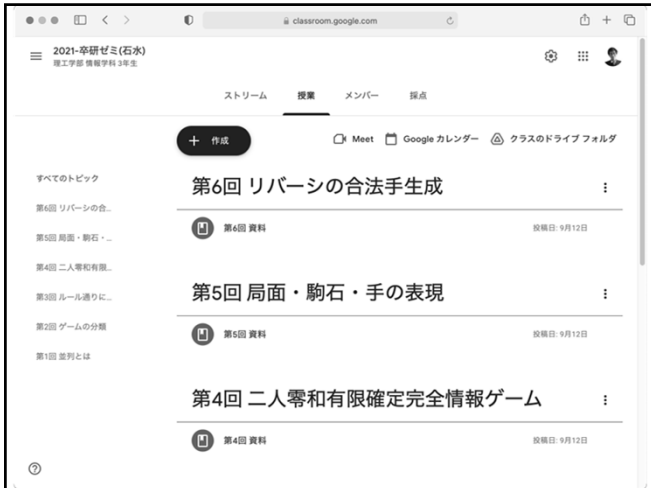 classroom.google.com
2021-卒研ゼミ(石水)
理工学部 情報学科 3年生
ストリーム 授業 メンバー 採点
作成
Meet Google カレンダー クラスのドライブ フォルダ
すべてのトピック
第6回 リバーシの合...
第5回 局面・駒石・...
第4回 二人零和有限...
第3回 ルール通りに...
第2回 ゲームの分類
第1回 並列とは
第6回 リバーシの合法手生成
第6回 資料 投稿日: 9月12日
第5回 局面・駒石・手の表現
第5回 資料 投稿日: 9月12日
第4回 二人零和有限確定完全情報ゲーム
第4回 資料 投稿日: 9月12日